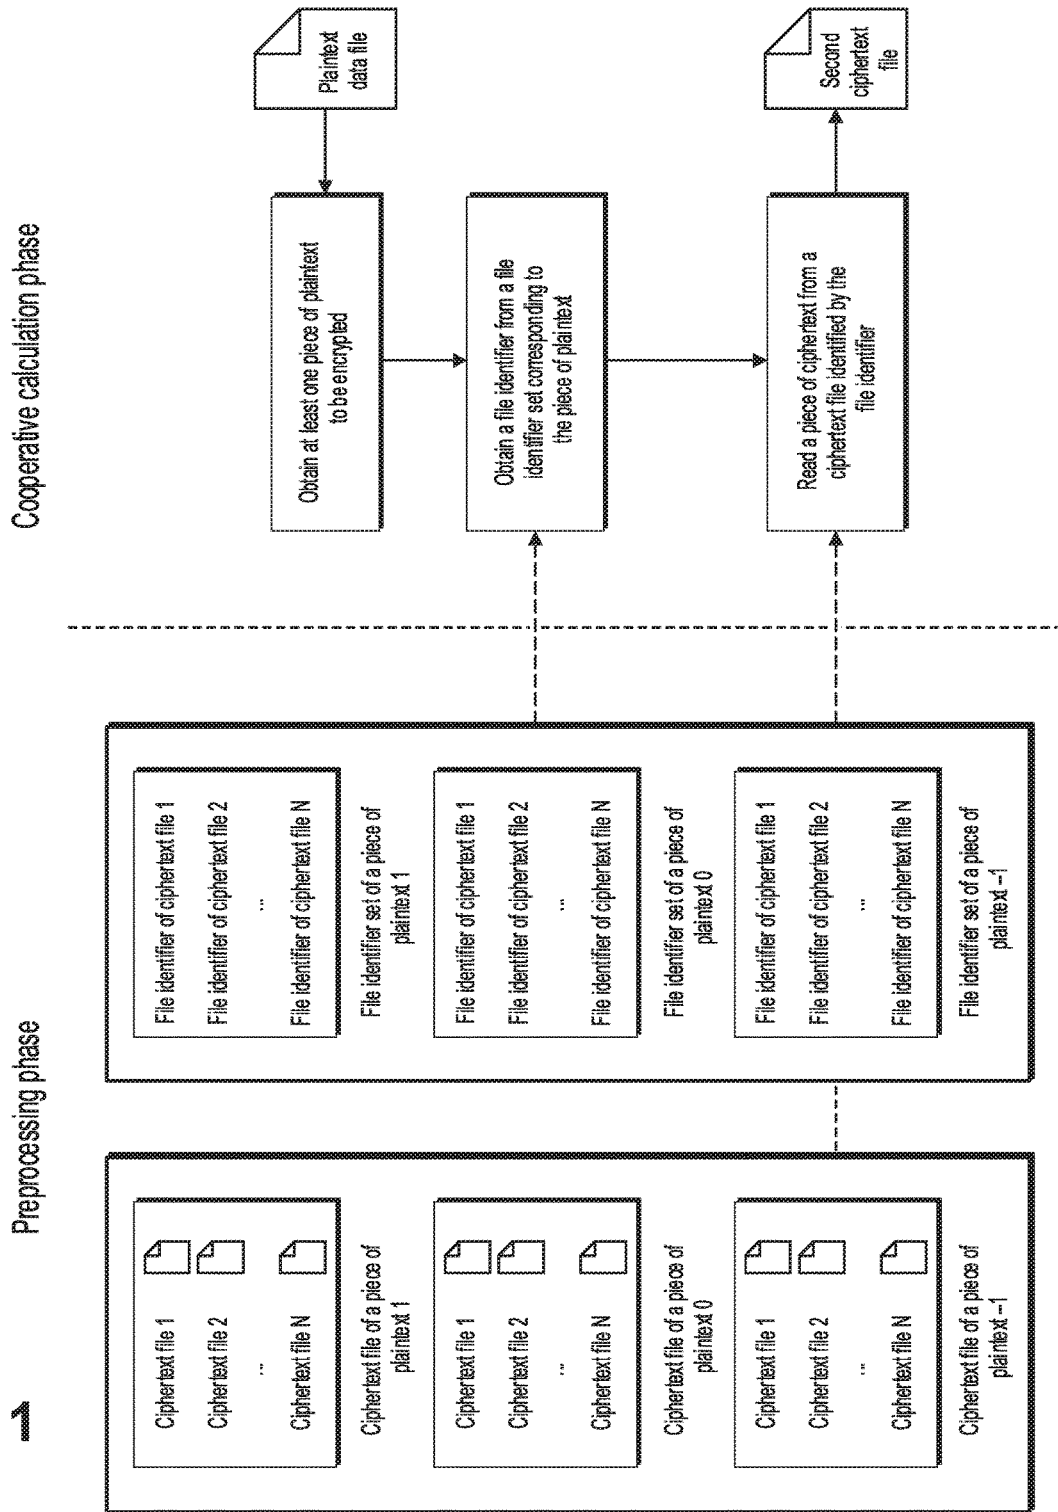 1
Preprocessing phase
Cooperative calculation phase
Ciphertext file 1
Ciphertext file 2
...
Ciphertext file N
Ciphertext file of a piece of
plaintext 1
Ciphertext file 1
Ciphertext file 2
...
Ciphertext file N
Ciphertext file of a piece of
plaintext 0
Ciphertext file 1
Ciphertext file 2
...
Ciphertext file N
Ciphertext file of a piece of
plaintext –1
File identifier of ciphertext file 1
File identifier of ciphertext file 2
...
File identifier of ciphertext file N
File identifier set of a piece of
plaintext 1
File identifier of ciphertext file 1
File identifier of ciphertext file 2
...
File identifier of ciphertext file N
File identifier set of a piece of
plaintext 0
File identifier of ciphertext file 1
File identifier of ciphertext file 2
...
File identifier of ciphertext file N
File identifier set of a piece of
plaintext –1
Plaintext
data file
Obtain at least one piece of plaintext
to be encrypted
Obtain a file identifier from a file
identifier set corresponding to
the piece of plaintext
Read a piece of ciphertext from a
ciphertext file identified by the
file identifier
Second
ciphertext
file